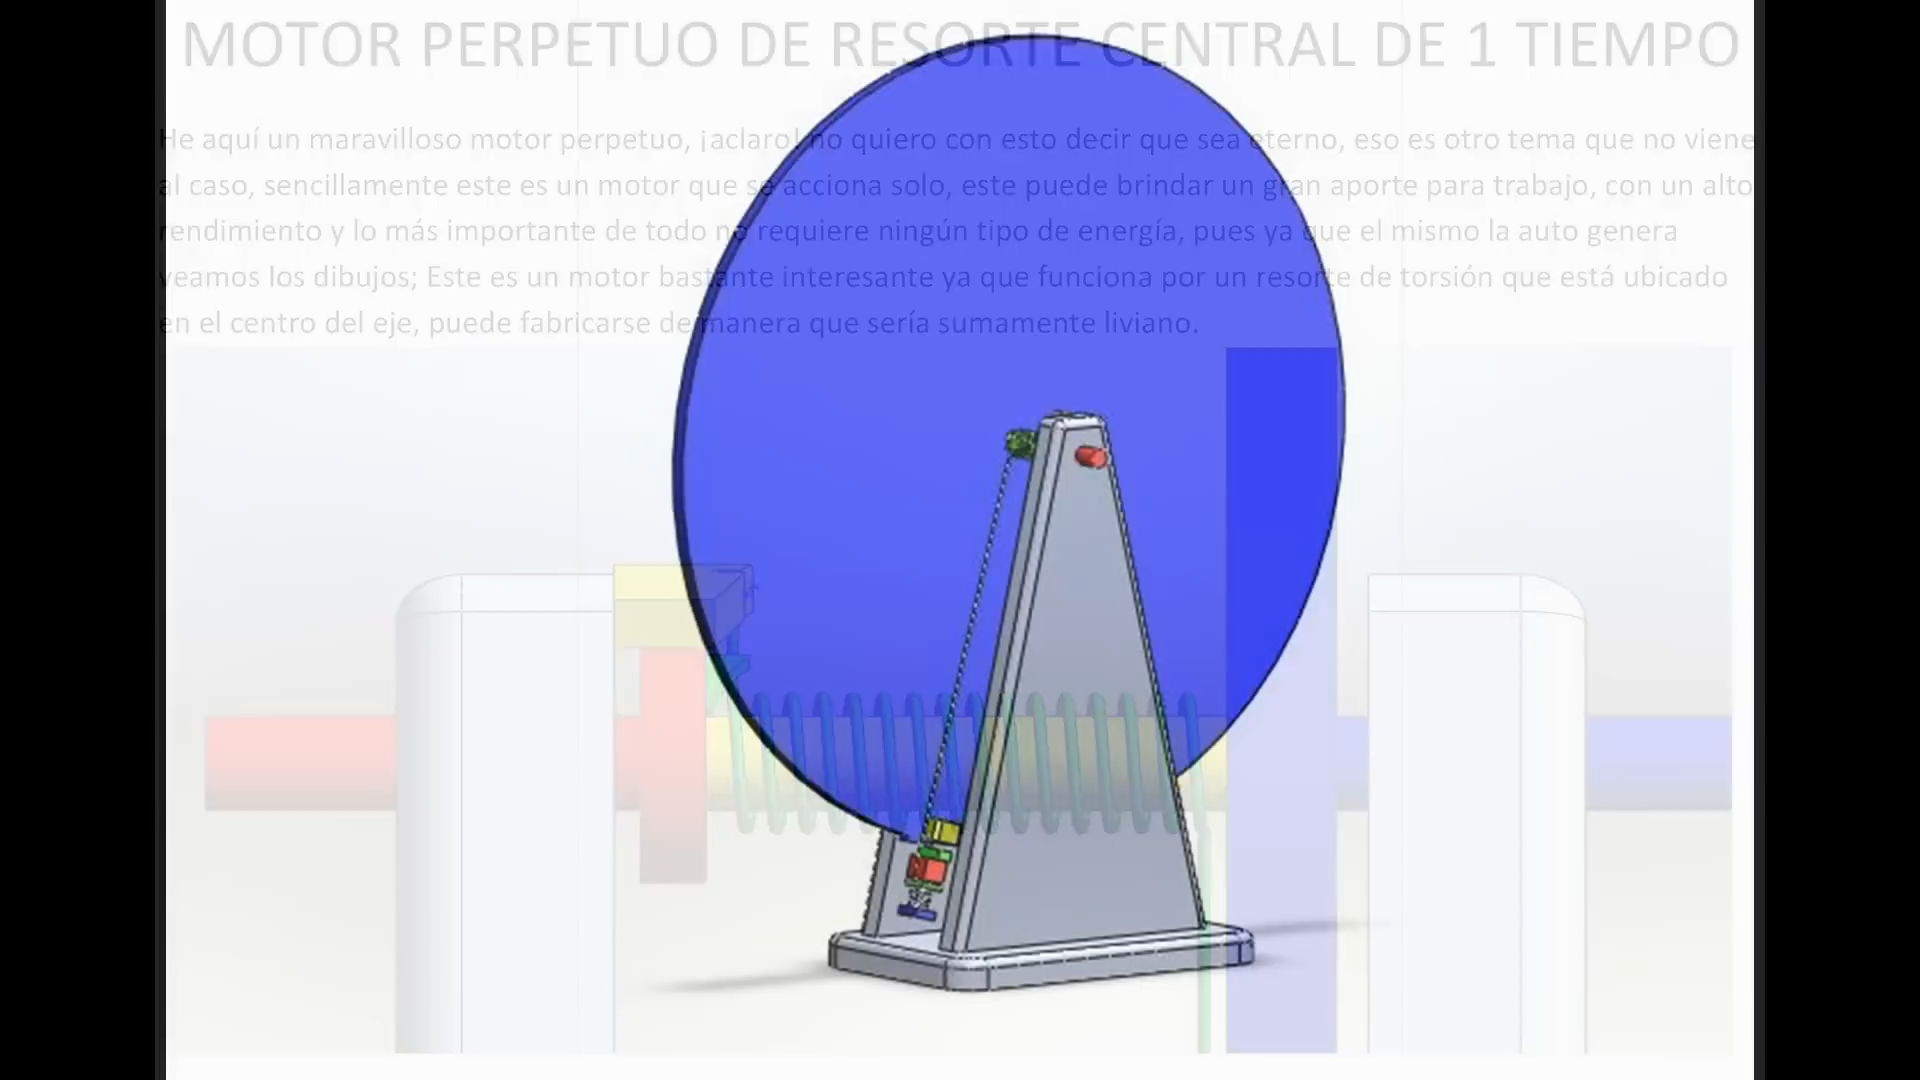 MOTOR PERPETUO DE RESORTE CENTRAL DE 1 TIEMPO
He aquí un maravilloso motor perpetuo, ¡aclaro! no quiero con esto decir que sea eterno, eso es otro tema que no viene
al caso, sencillamente este es un motor que se acciona solo, este puede brindar un gran aporte para trabajo, con un alto
rendimiento y lo más importante de todo no requiere ningún tipo de energía, pues ya que el mismo la auto genera
veamos los dibujos; Este es un motor bastante interesante ya que funciona por un resorte de torsión que está ubicado
en el centro del eje, puede fabricarse de manera que sería sumamente liviano.